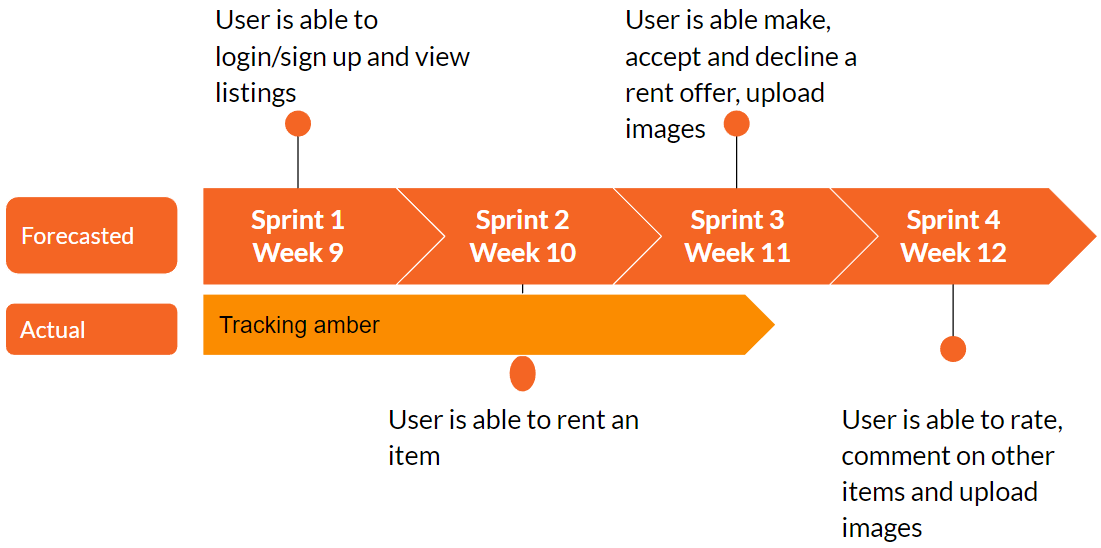 User is able to
login/sign up and view
listings
User is able make,
accept and decline a
rent offer, upload
images
Forecasted
Sprint 1
Week 9
Sprint 2
Week 10
Sprint 3
Week 11
Sprint 4
Week 12
Actual
Tracking amber
User is able to rent an
item
User is able to rate,
comment on other
items and upload
images